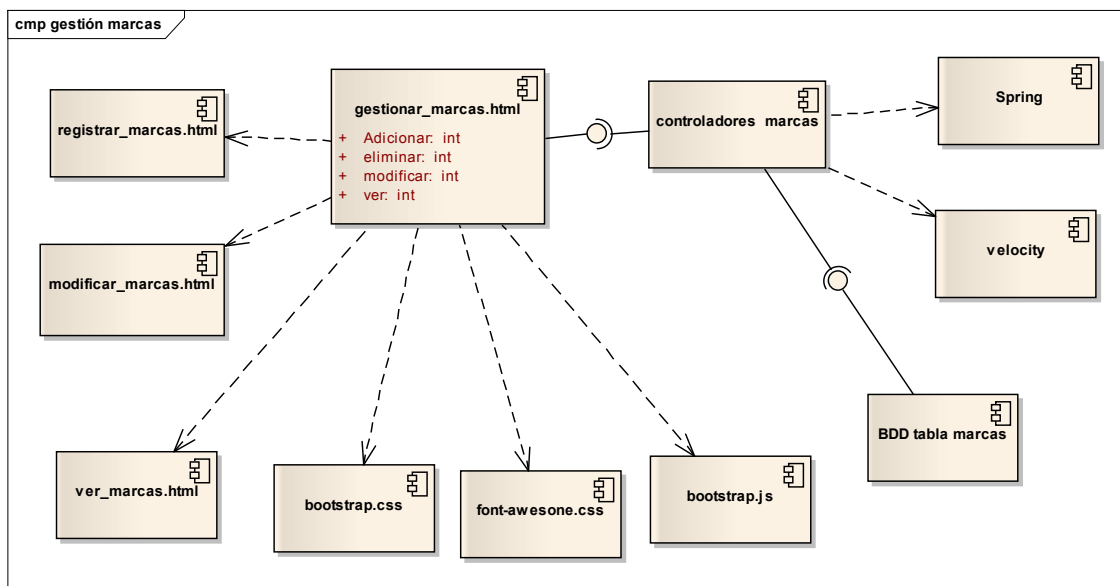 cmp gestión marcas
gestionar_marcas.html
+ Adicionar: int
+ eliminar: int
+ modificar: int
+ ver: int
registrar_marcas.html
modificar_marcas.html
controladores marcas
Spring
velocity
BDD tabla marcas
ver_marcas.html
bootstrap.css
font-awesone.css
bootstrap.js